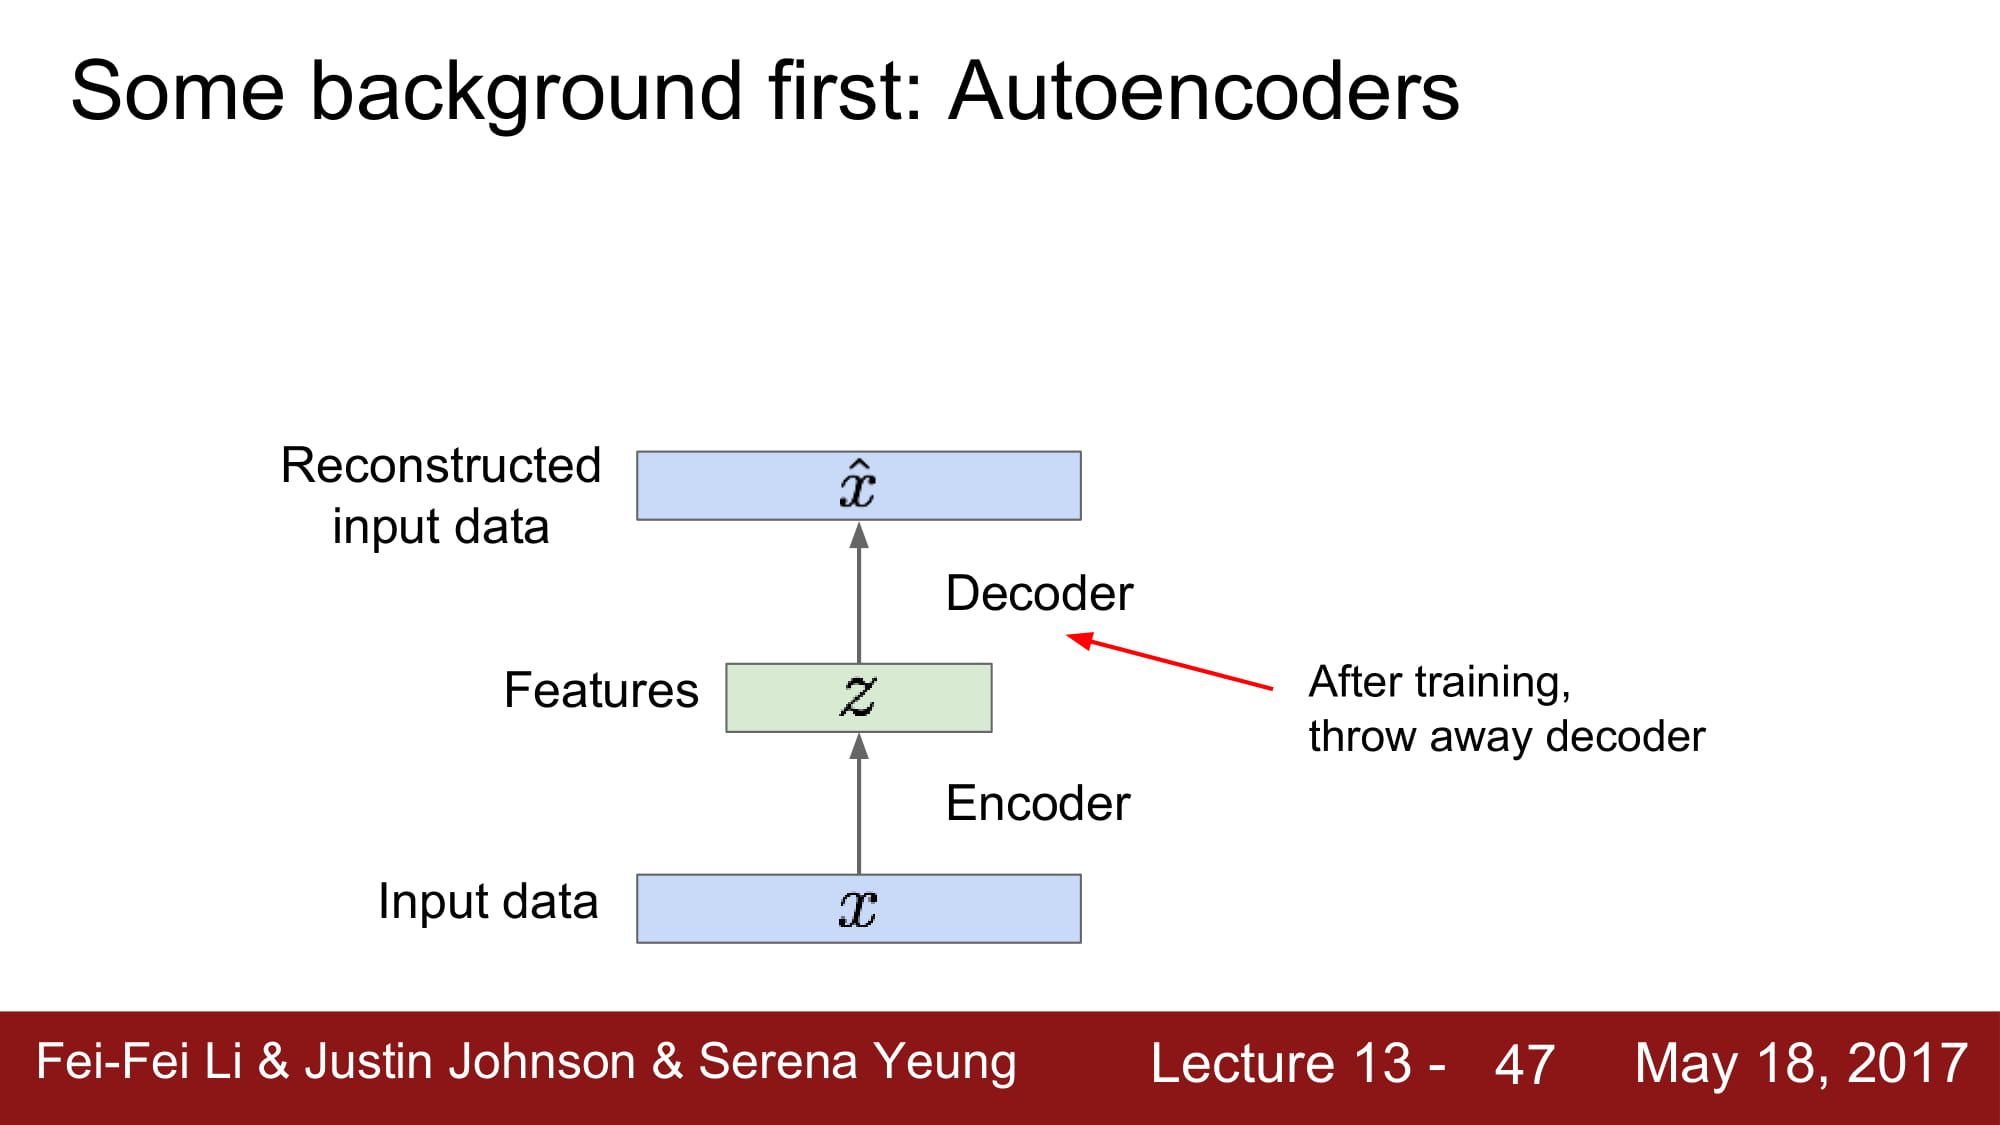 Some background first: Autoencoders
Reconstructed
input data
x̂
Decoder
Features
z
After training,
throw away decoder
Encoder
Input data
x
Fei-Fei Li & Justin Johnson & Serena Yeung
Lecture 13 - 47
May 18, 2017